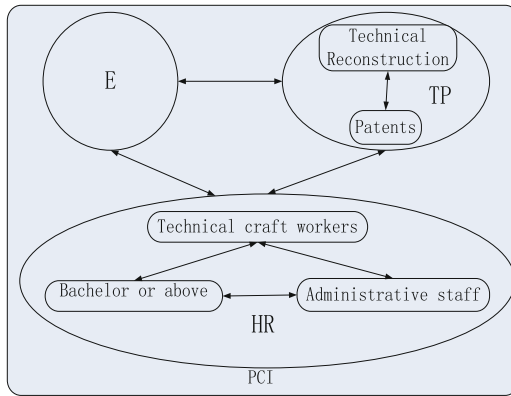 E
Technical
Reconstruction
TP
Patents
Technical craft workers
Bachelor or above
Administrative staff
HR
PCI